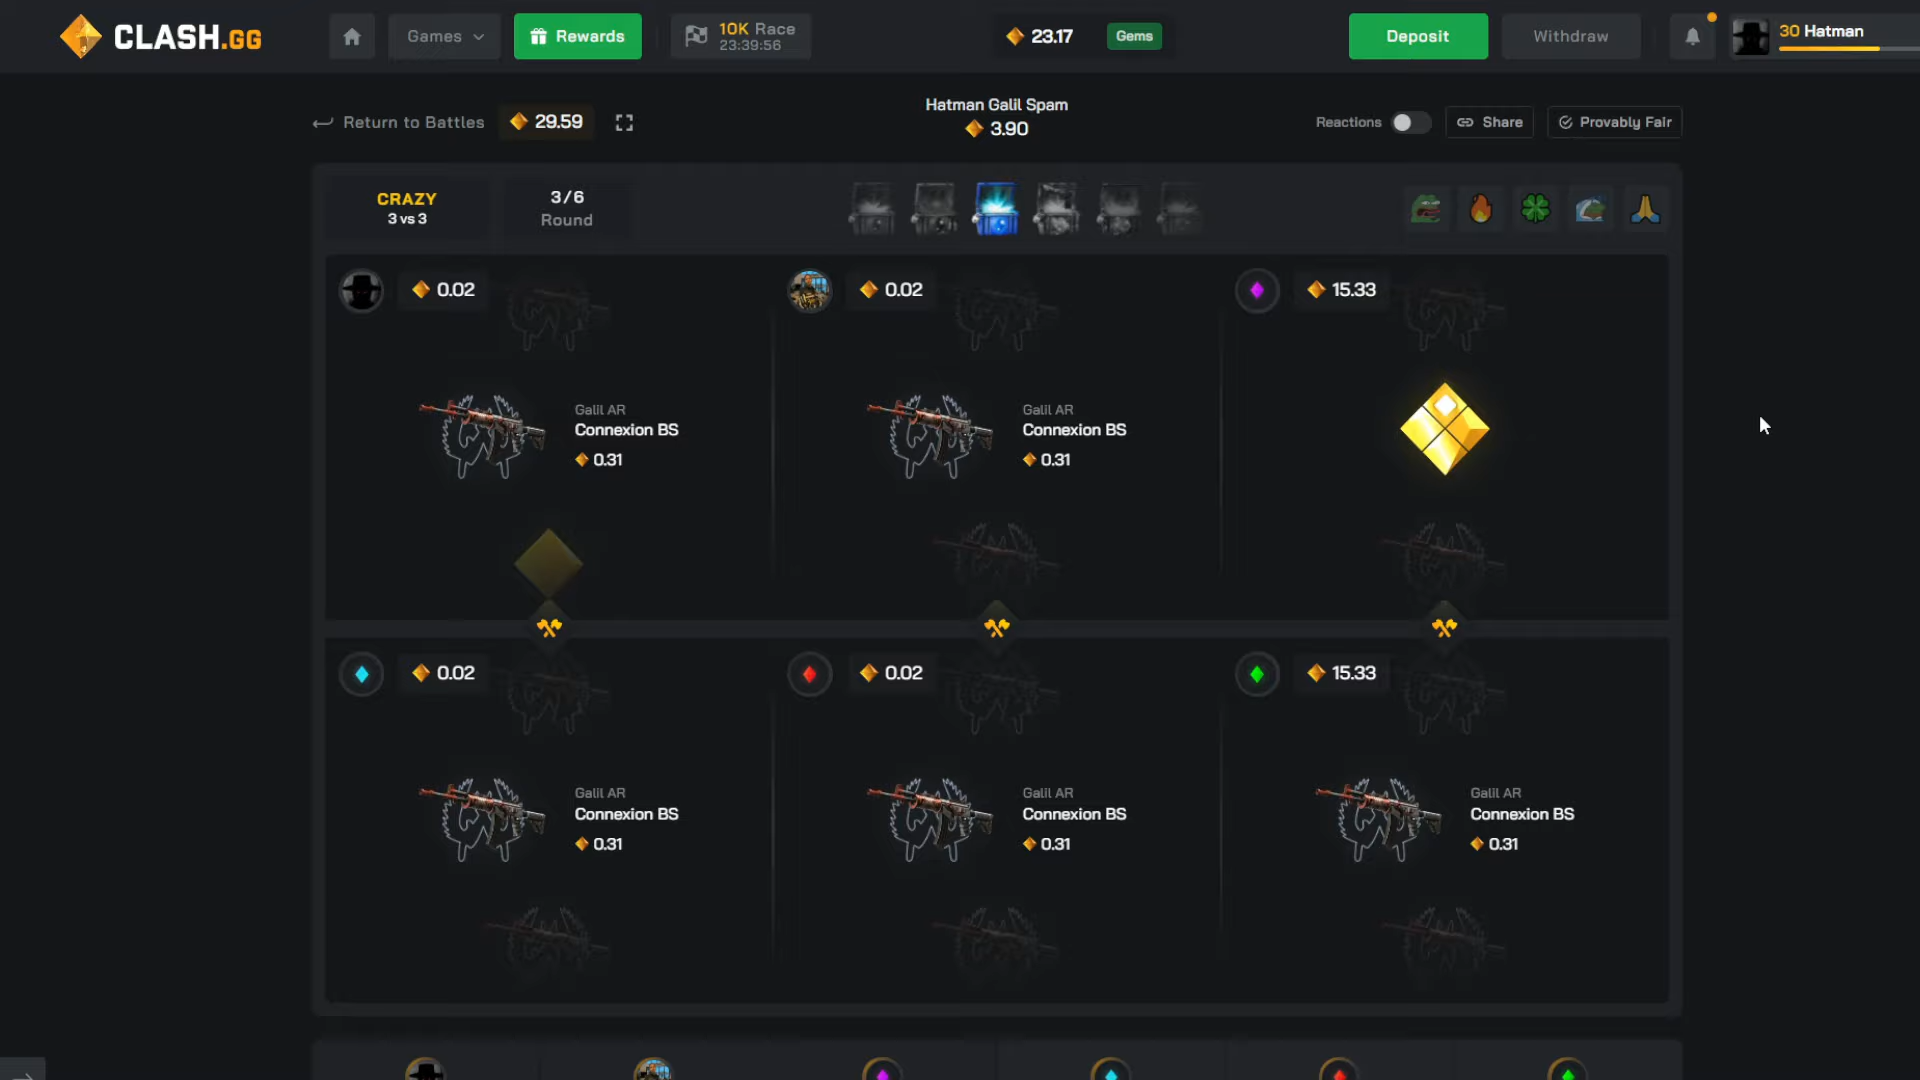 CLASH.GG
Games
Rewards
10K Race
23:39:56
23.17
Gems
Deposit
Withdraw
30 Hatman
Return to Battles
29.59
Hatman Galil Spam
3.90
Reactions
Share
Provably Fair
CRAZY
3 vs 3
3/6
Round
0.02
0.02
15.33
Galil AR
Connexion BS
0.31
Galil AR
Connexion BS
0.31
0.02
0.02
15.33
Galil AR
Connexion BS
0.31
Galil AR
Connexion BS
0.31
Galil AR
Connexion BS
0.31